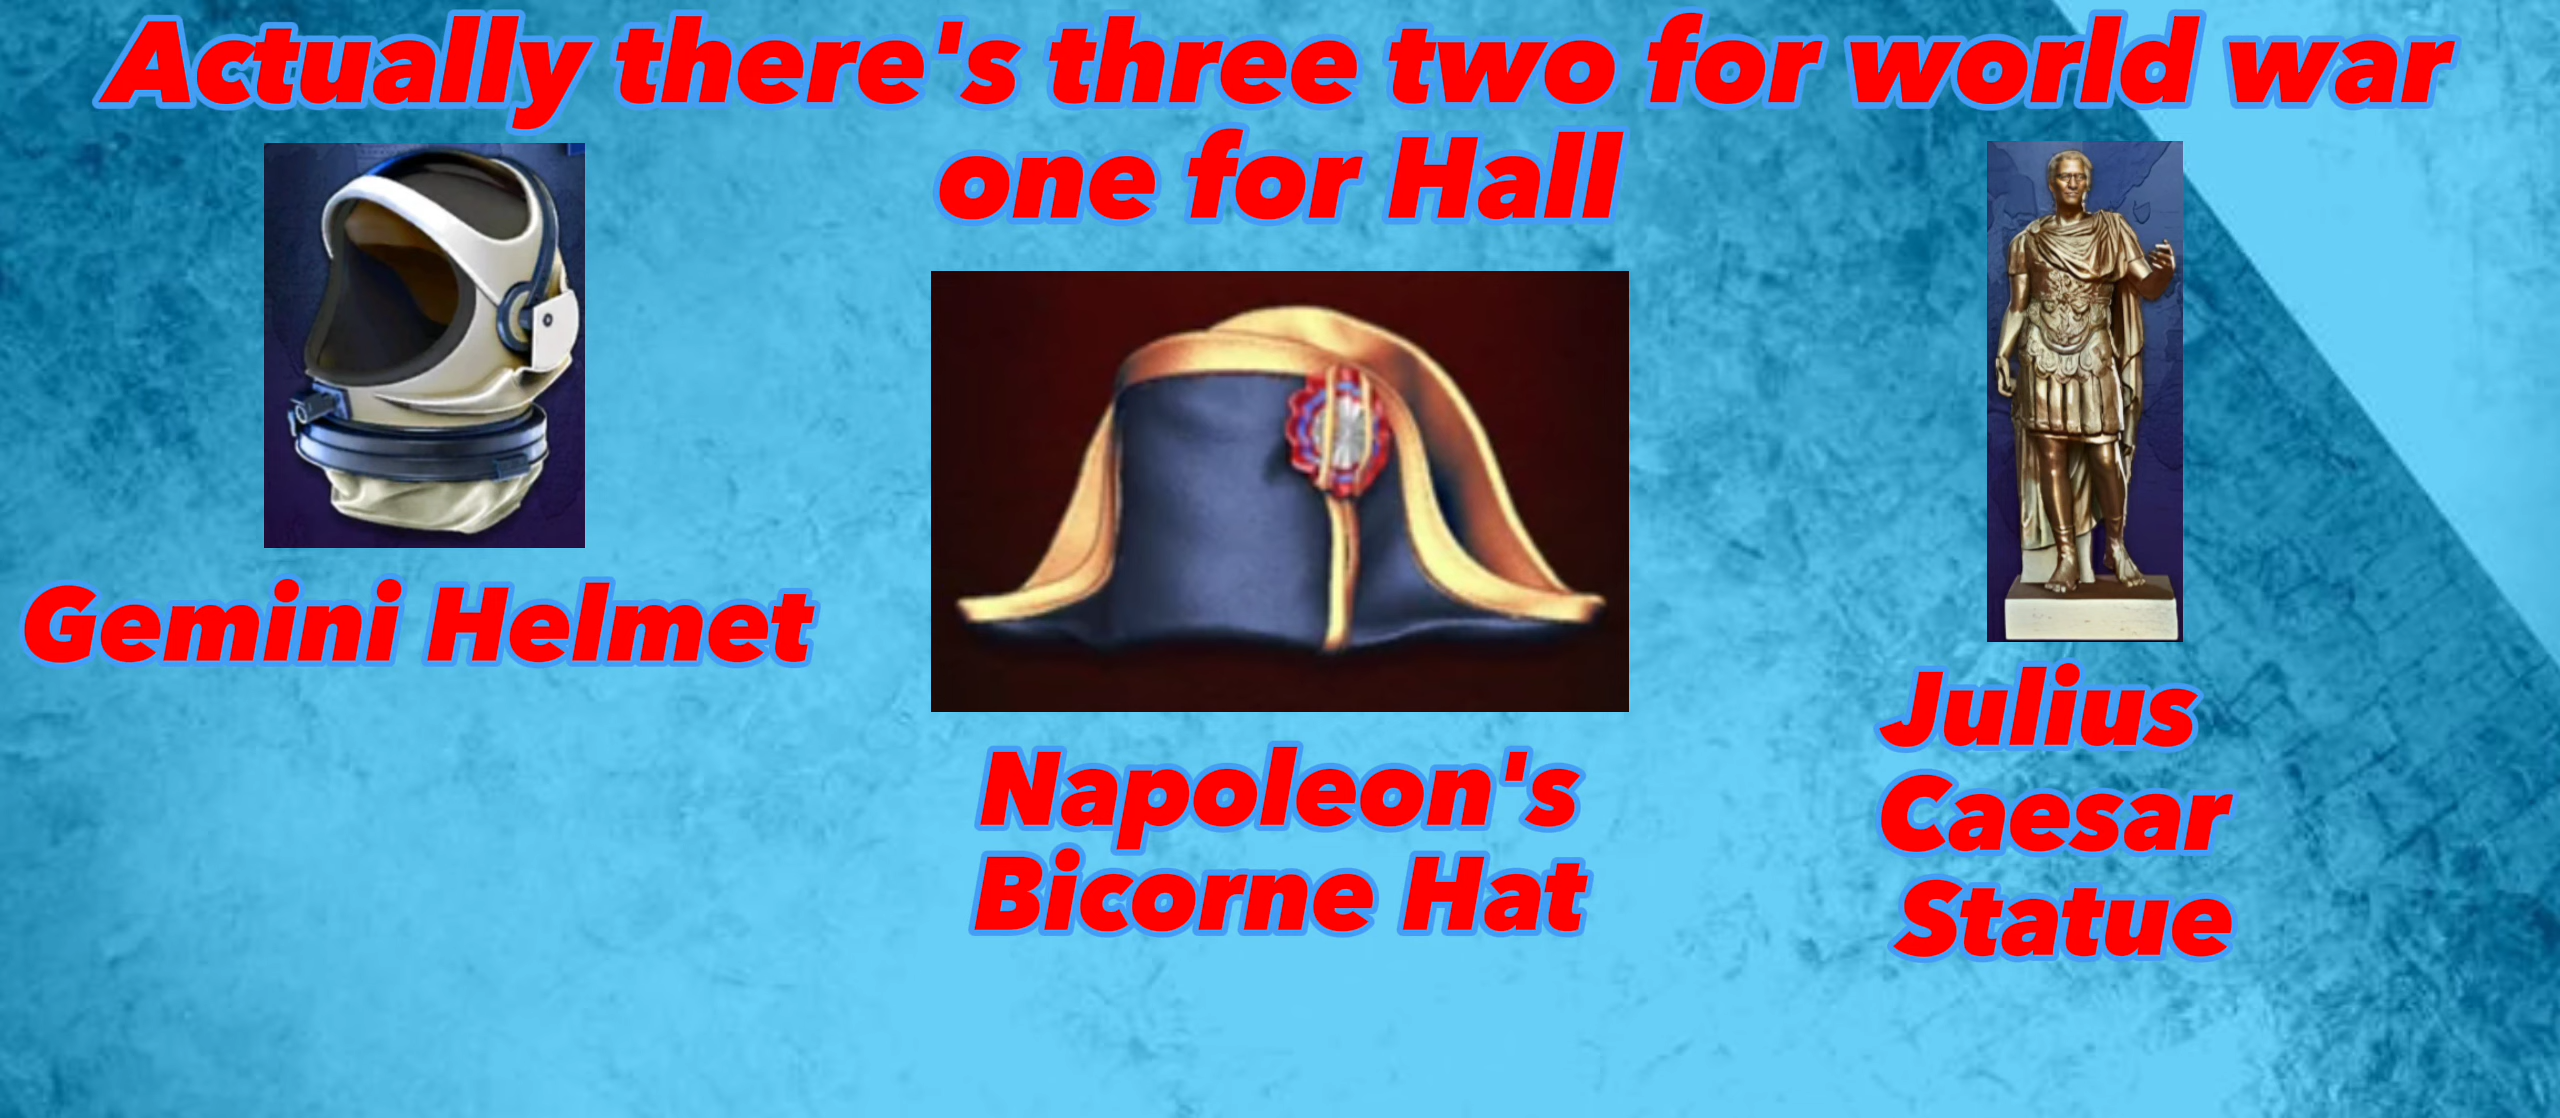 Actually there's three two for world war
one for Hall
Gemini Helmet
Napoleon's
Bicorne Hat
Julius
Caesar
Statue